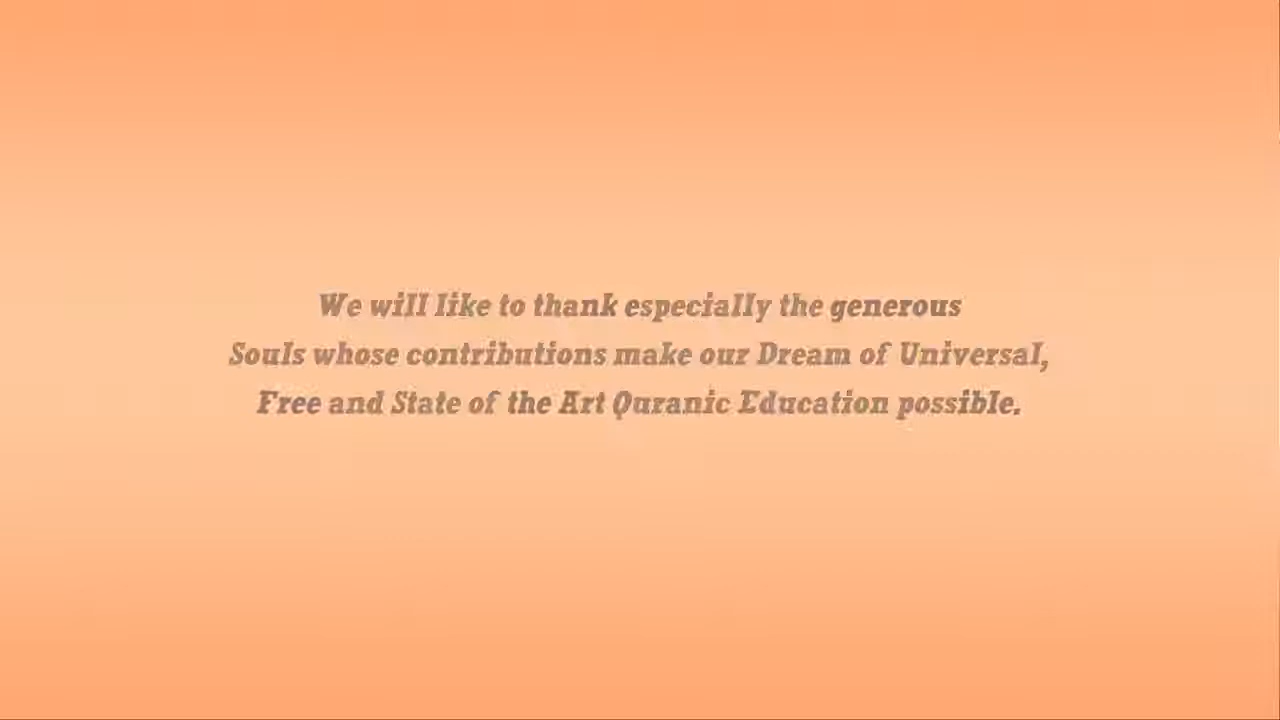 We will like to thank especially the generous
Souls whose contributions make our Dream of Universal,
Free and State of the Art Quranic Education possible.